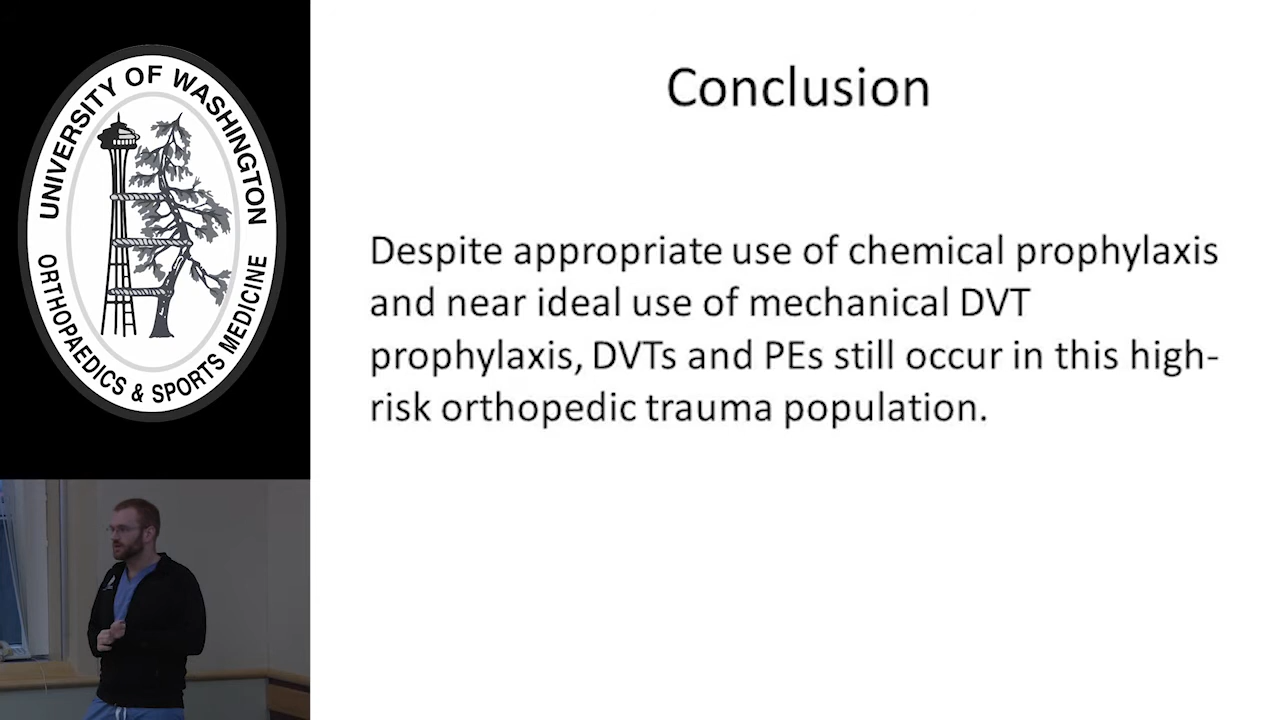 UNIVERSITY OF WASHINGTON
ORTHOPAEDICS & SPORTS MEDICINE
Conclusion
Despite appropriate use of chemical prophylaxis
and near ideal use of mechanical DVT
prophylaxis, DVTs and PEs still occur in this high-
risk orthopedic trauma population.